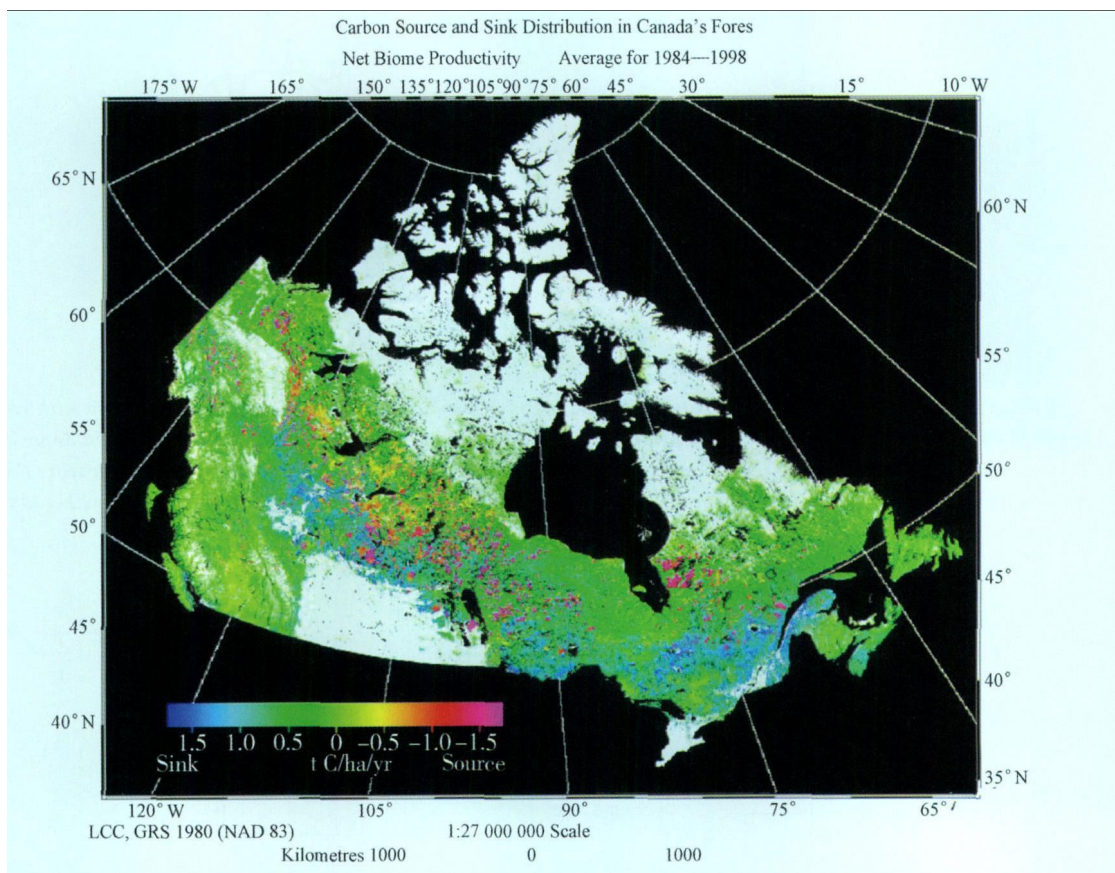 Carbon Source and Sink Distribution in Canada's Fores
Net Biome Productivity Average for 1984—1998
175° W 165° 150° 135° 120° 105° 90° 75° 60° 45° 30° 15° 10° W
65° N
60° N
60°
55°
55°
50°
50°
45°
45°
40°
40° N
35° N
1.5 1.0 0.5 0 −0.5 −1.0 −1.5
Sink t C/ha/yr Source
120° W 105° 90° 75° 65°
LCC, GRS 1980 (NAD 83) 1:27 000 000 Scale
Kilometres 1000 0 1000